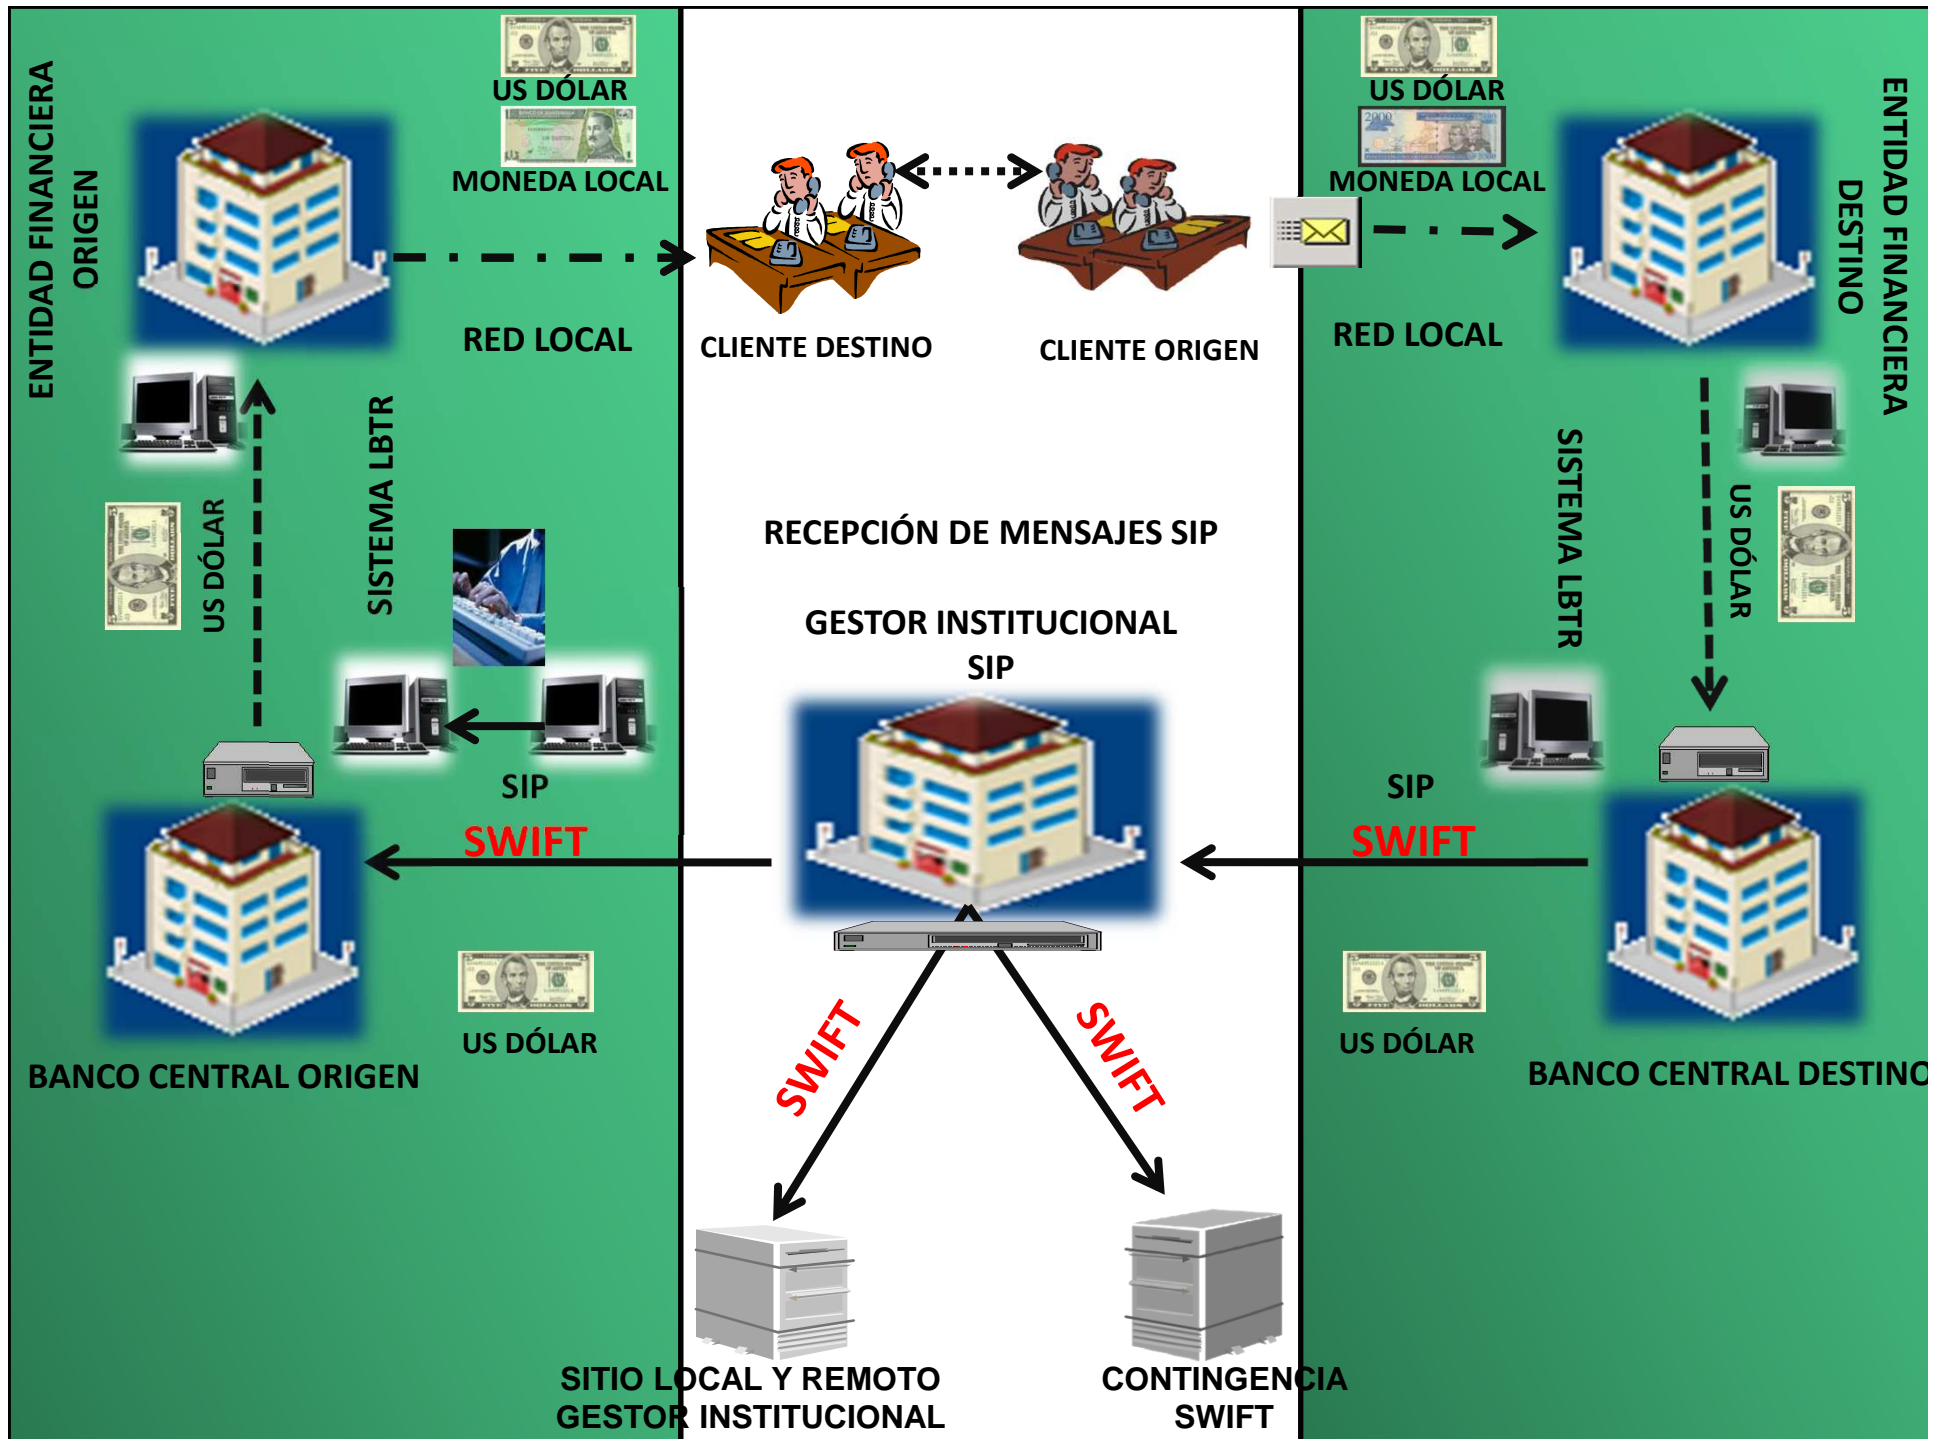 US DÓLAR
MONEDA LOCAL
ENTIDAD FINANCIERA
ORIGEN
RED LOCAL
CLIENTE DESTINO
CLIENTE ORIGEN
US DÓLAR
2000
MONEDA LOCAL
RED LOCAL
ENTIDAD FINANCIERA
DESTINO
US DÓLAR
SISTEMA LBTR
RECEPCIÓN DE MENSAJES SIP
GESTOR INSTITUCIONAL
SIP
SISTEMA LBTR
US DÓLAR
SIP
SWIFT
SIP
SWIFT
US DÓLAR
BANCO CENTRAL ORIGEN
SWIFT
SWIFT
US DÓLAR
BANCO CENTRAL DESTINO
SITIO LOCAL Y REMOTO
GESTOR INSTITUCIONAL
CONTINGENCIA
SWIFT